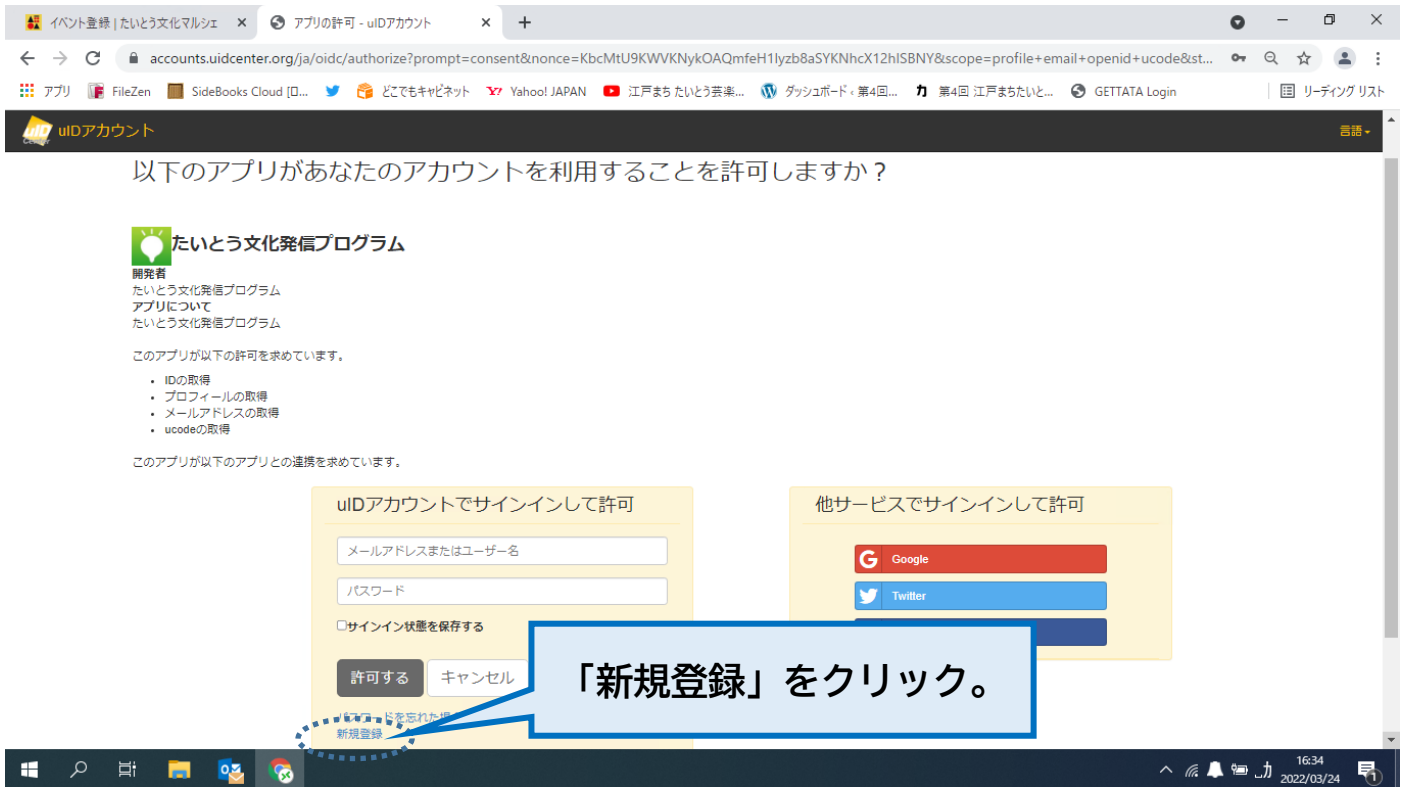 イベント登録 | たいとう文化マルシェ
アプリの許可 - uIDアカウント
accounts.uidcenter.org/ja/oidc/authorize?prompt=consent&nonce=KbcMtU9KWVKNykOAQmfeH1lyzb8aSYKNhcX12hISBNY&scope=profile+email+openid+ucode&st...
アプリ FileZen SideBooks Cloud [ロ... どこでもキャビネット Yahoo! JAPAN 江戸まち たいとう芸楽... ダッシュボード ‹ 第4回... 第4回 江戸まちたいと... GETTATA Login リーディング リスト
uIDアカウント 言語
以下のアプリがあなたのアカウントを利用することを許可しますか？
たいとう文化発信プログラム
開発者
たいとう文化発信プログラム
アプリについて
たいとう文化発信プログラム
このアプリが以下の許可を求めています。
• IDの取得
• プロフィールの取得
• メールアドレスの取得
• ucodeの取得
このアプリが以下のアプリとの連携を求めています。
uIDアカウントでサインインして許可
メールアドレスまたはユーザー名
パスワード
サインイン状態を保存する
許可する キャンセル
パスワードを忘れた場
新規登録
他サービスでサインインして許可
Google
Twitter
「新規登録」をクリック。
16:34
2022/03/24